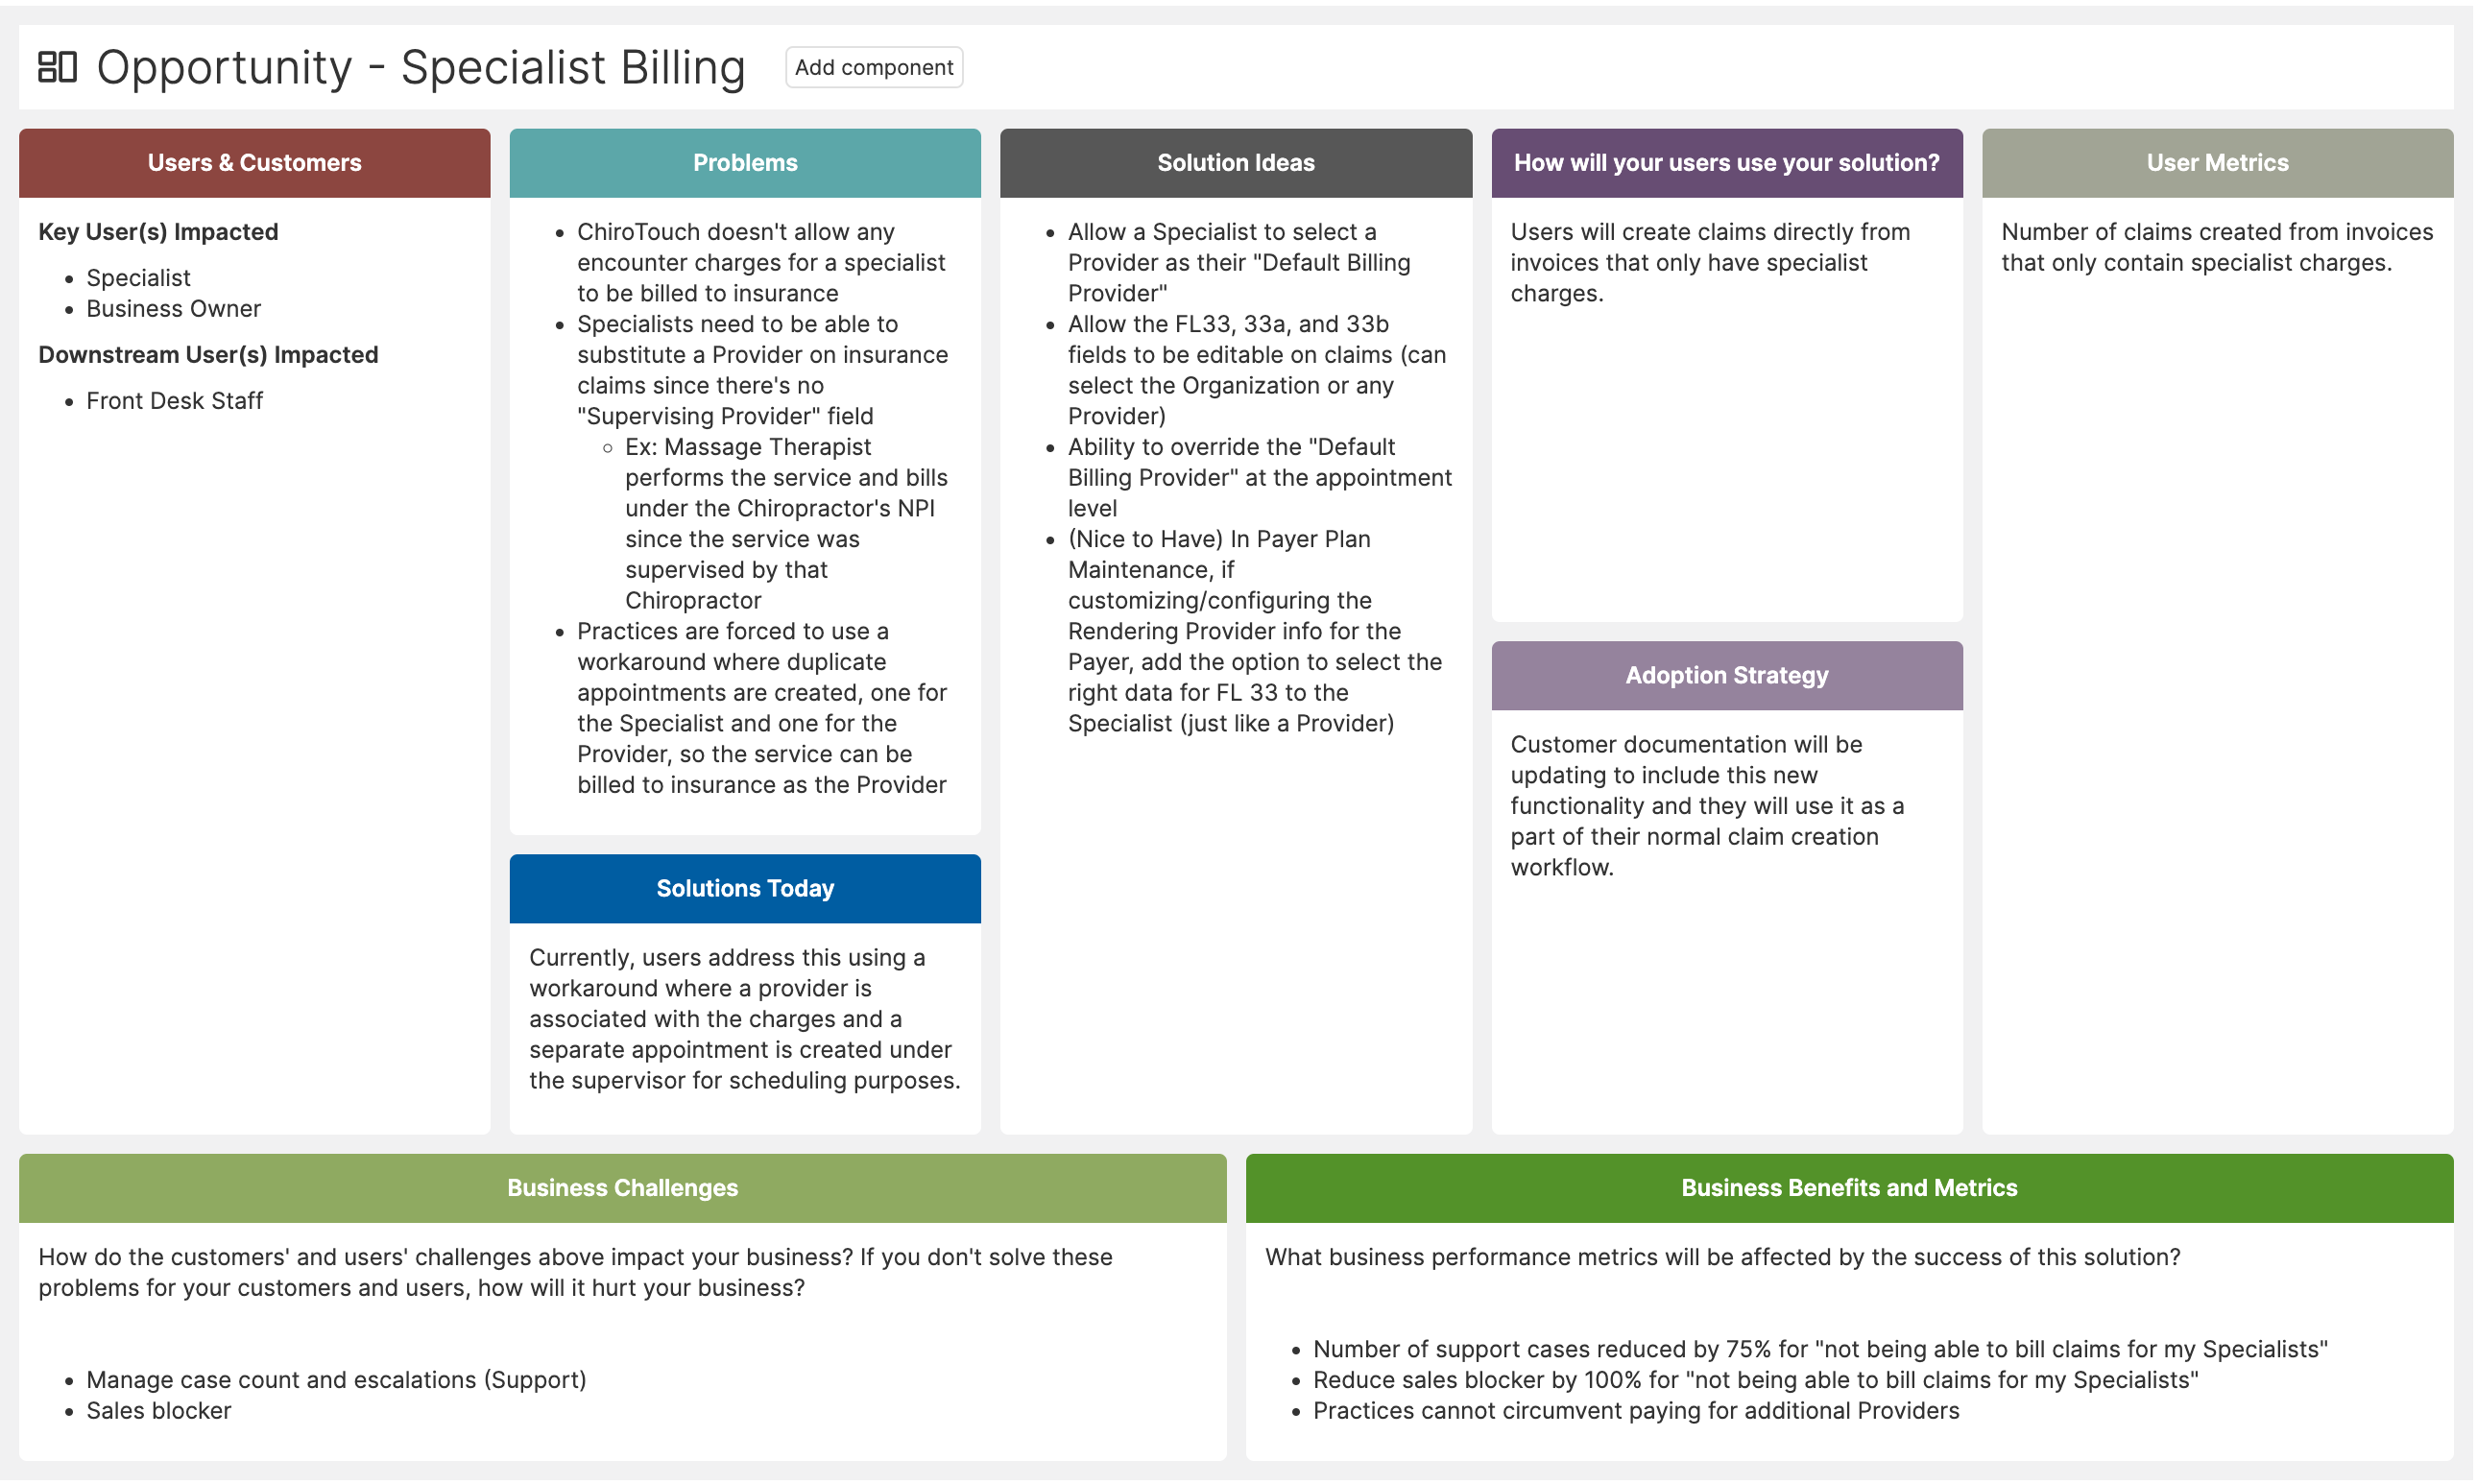 Opportunity - Specialist Billing
Add component
Users & Customers
Key User(s) Impacted
• Specialist
• Business Owner
Downstream User(s) Impacted
• Front Desk Staff
Problems
• ChiroTouch doesn't allow any
encounter charges for a specialist
to be billed to insurance
• Specialists need to be able to
substitute a Provider on insurance
claims since there's no
"Supervising Provider" field
◦ Ex: Massage Therapist
performs the service and bills
under the Chiropractor's NPI
since the service was
supervised by that
Chiropractor
• Practices are forced to use a
workaround where duplicate
appointments are created, one for
the Specialist and one for the
Provider, so the service can be
billed to insurance as the Provider
Solutions Today
Currently, users address this using a
workaround where a provider is
associated with the charges and a
separate appointment is created under
the supervisor for scheduling purposes.
Solution Ideas
• Allow a Specialist to select a
Provider as their "Default Billing
Provider"
• Allow the FL33, 33a, and 33b
fields to be editable on claims (can
select the Organization or any
Provider)
• Ability to override the "Default
Billing Provider" at the appointment
level
• (Nice to Have) In Payer Plan
Maintenance, if
customizing/configuring the
Rendering Provider info for the
Payer, add the option to select the
right data for FL 33 to the
Specialist (just like a Provider)
How will your users use your solution?
Users will create claims directly from
invoices that only have specialist
charges.
Adoption Strategy
Customer documentation will be
updating to include this new
functionality and they will use it as a
part of their normal claim creation
workflow.
User Metrics
Number of claims created from invoices
that only contain specialist charges.
Business Challenges
How do the customers' and users' challenges above impact your business? If you don't solve these
problems for your customers and users, how will it hurt your business?
• Manage case count and escalations (Support)
• Sales blocker
Business Benefits and Metrics
What business performance metrics will be affected by the success of this solution?
• Number of support cases reduced by 75% for "not being able to bill claims for my Specialists"
• Reduce sales blocker by 100% for "not being able to bill claims for my Specialists"
• Practices cannot circumvent paying for additional Providers